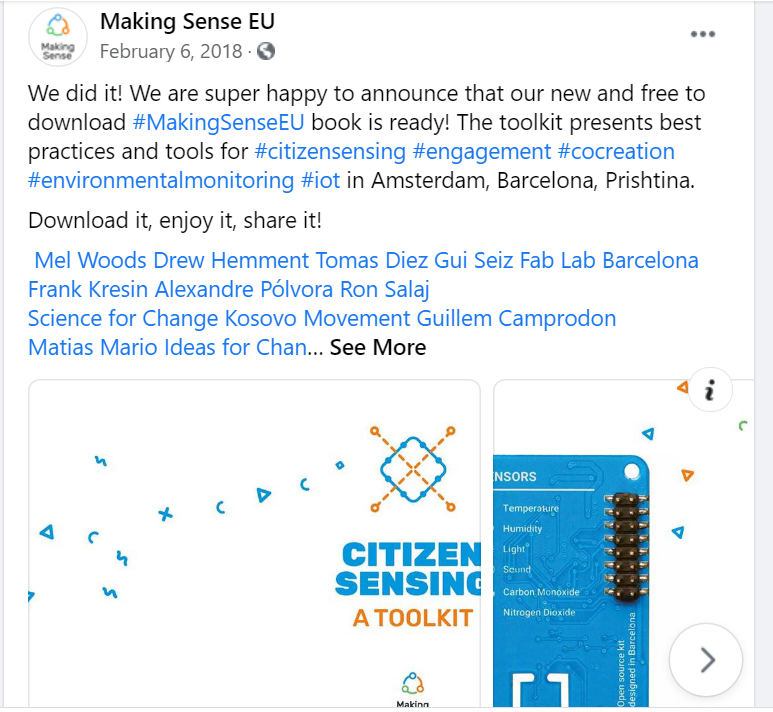 Making Sense EU
February 6, 2018 ·
Making
Sense
We did it! We are super happy to announce that our new and free to
download #MakingSenseEU book is ready! The toolkit presents best
practices and tools for #citizensensing #engagement #cocreation
#environmentalmonitoring #iot in Amsterdam, Barcelona, Prishtina.
Download it, enjoy it, share it!
Mel Woods Drew Hemment Tomas Diez Gui Seiz Fab Lab Barcelona
Frank Kresin Alexandre Pólvora Ron Salaj
Science for Change Kosovo Movement Guillem Camprodon
Matias Mario Ideas for Chan... See More
CITIZEN
SENSING
A TOOLKIT
Making
ENSORS
Temperature
Humidity
Light
Sound
Carbon Monoxide
Nitrogen Dioxide
Open source kit
designed in Barcelona
i